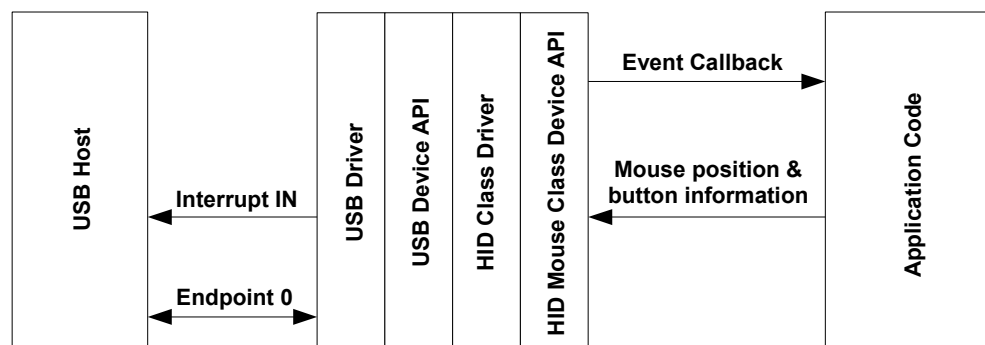 USB Host
Interrupt IN
Endpoint 0
USB Driver
USB Device API
HID Class Driver
HID Mouse Class Device API
Event Callback
Mouse position &
button information
Application Code